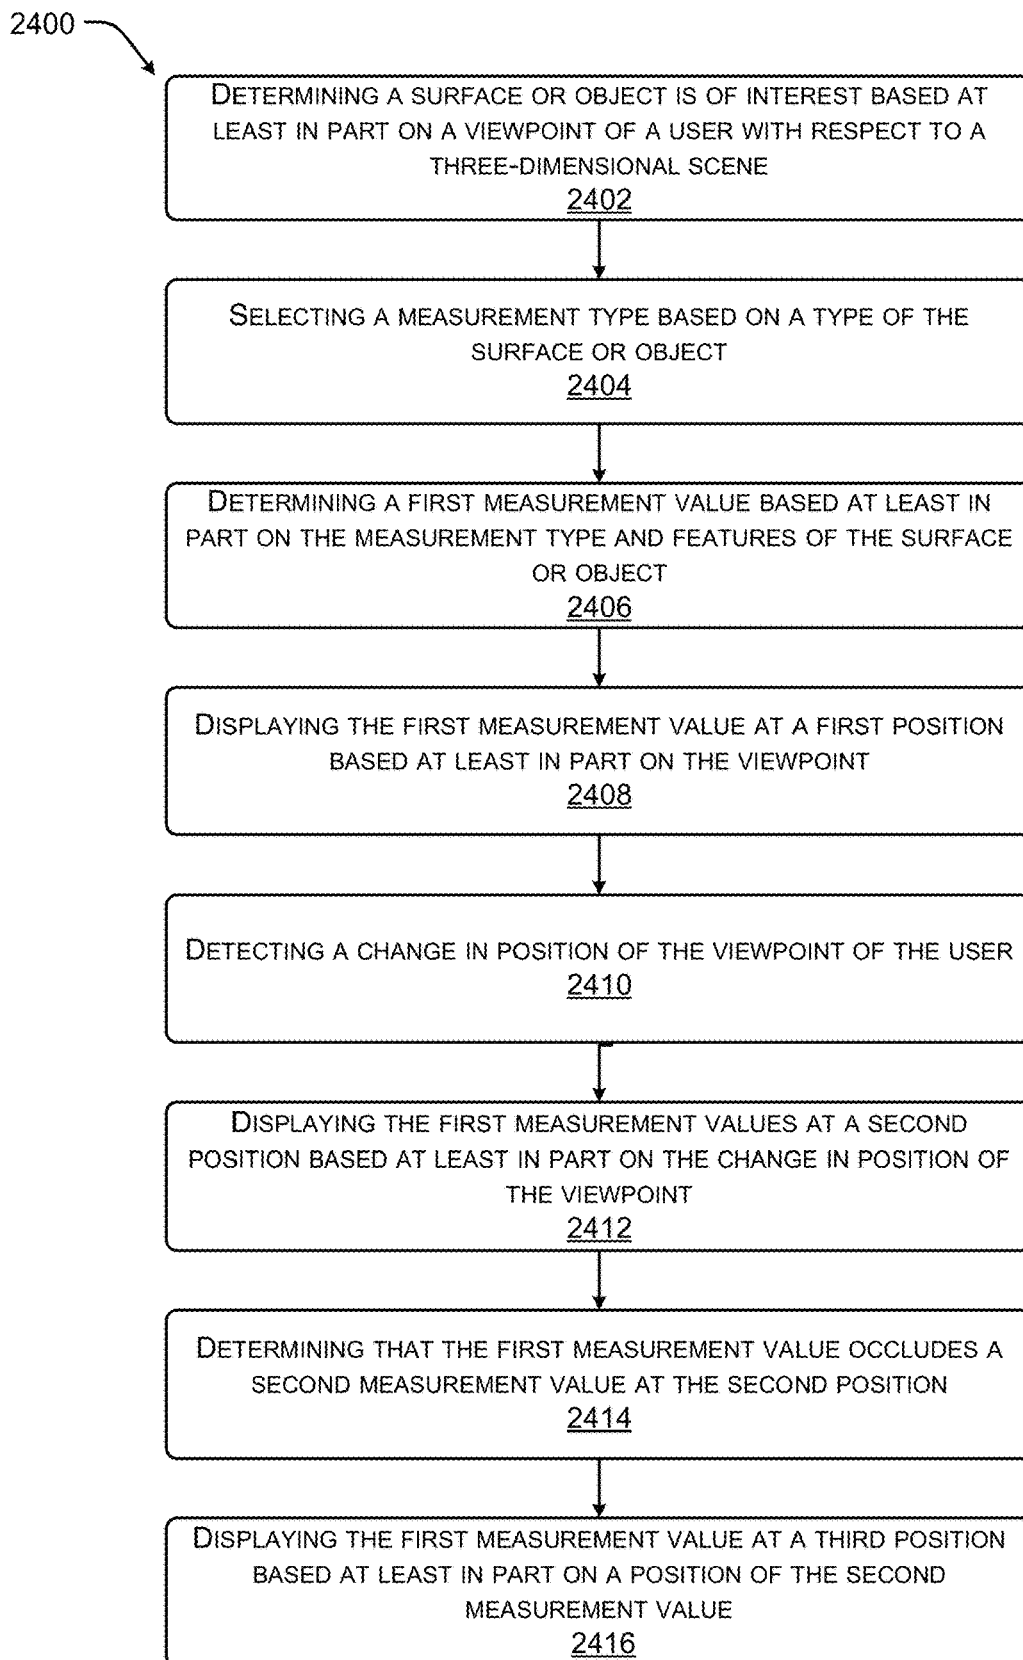 2400
DETERMINING A SURFACE OR OBJECT IS OF INTEREST BASED AT
LEAST IN PART ON A VIEWPOINT OF A USER WITH RESPECT TO A
THREE-DIMENSIONAL SCENE
2402
SELECTING A MEASUREMENT TYPE BASED ON A TYPE OF THE
SURFACE OR OBJECT
2404
DETERMINING A FIRST MEASUREMENT VALUE BASED AT LEAST IN
PART ON THE MEASUREMENT TYPE AND FEATURES OF THE SURFACE
OR OBJECT
2406
DISPLAYING THE FIRST MEASUREMENT VALUE AT A FIRST POSITION
BASED AT LEAST IN PART ON THE VIEWPOINT
2408
DETECTING A CHANGE IN POSITION OF THE VIEWPOINT OF THE USER
2410
DISPLAYING THE FIRST MEASUREMENT VALUES AT A SECOND
POSITION BASED AT LEAST IN PART ON THE CHANGE IN POSITION OF
THE VIEWPOINT
2412
DETERMINING THAT THE FIRST MEASUREMENT VALUE OCCLUDES A
SECOND MEASUREMENT VALUE AT THE SECOND POSITION
2414
DISPLAYING THE FIRST MEASUREMENT VALUE AT A THIRD POSITION
BASED AT LEAST IN PART ON A POSITION OF THE SECOND
MEASUREMENT VALUE
2416